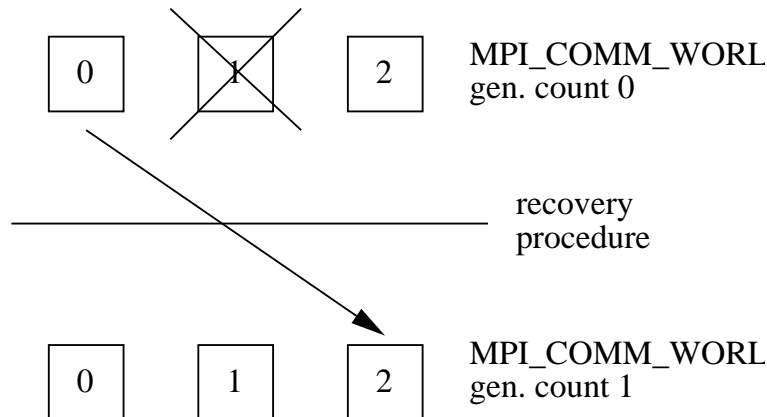 0 1 2 MPI_COMM_WORL
gen. count 0
recovery
procedure
0 1 2 MPI_COMM_WORL
gen. count 1